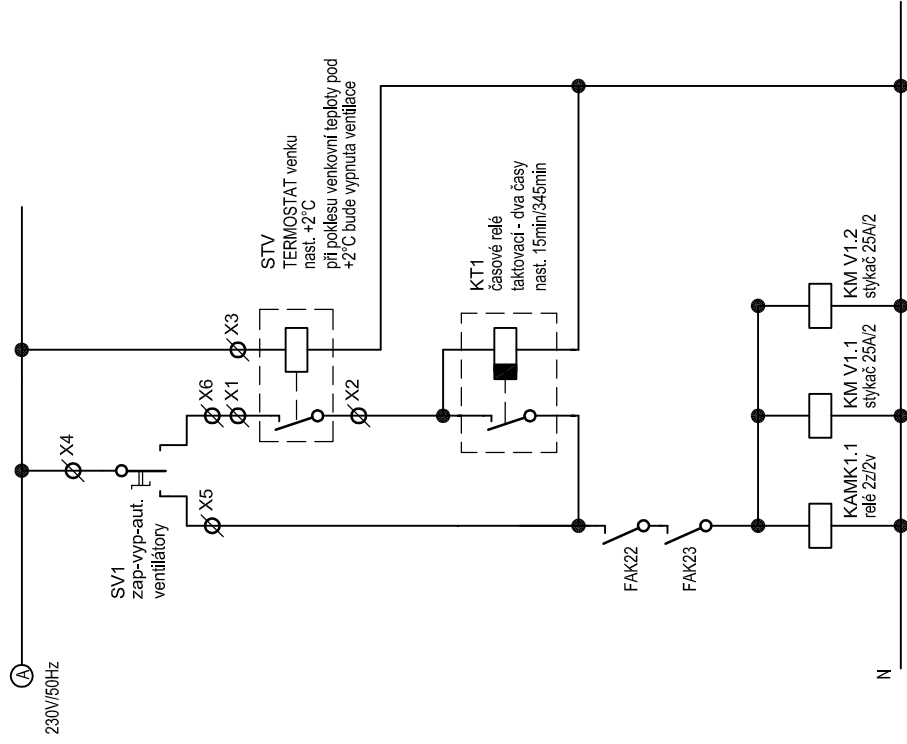 A
230V/50Hz
SV1
zap-vyp-aut.
ventilátory
X4
X5
X6
X1
X3
X2
STV
TERMOSTAT venku
nast. +2°C
při poklesu venkovní teploty pod
+2°C bude vypnuta ventilace
KT1
časové relé
taktovací - dva časy
nast. 15min/345min
FAK22
FAK23
KAMK1.1
relé 2z/2v
KM V1.1
stykač 25A/2
KM V1.2
stykač 25A/2
N